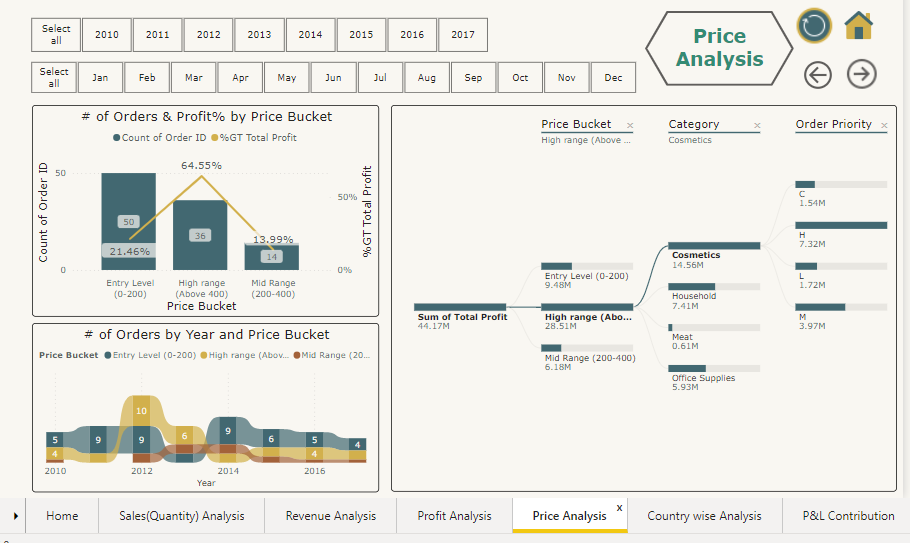 Select all
2010
2011
2012
2013
2014
2015
2016
2017
Price
Analysis
Select all
Jan
Feb
Mar
Apr
May
Jun
Jul
Aug
Sep
Oct
Nov
Dec
# of Orders & Profit% by Price Bucket
Count of Order ID
%GT Total Profit
Count of Order ID
50
0
64.55%
50
21.46%
36
13.99%
14
50%
0%
%GT Total Profit
Entry Level
(0-200)
High range
(Above 400)
Mid Range
(200-400)
Price Bucket
# of Orders by Year and Price Bucket
Price Bucket
Entry Level (0-200)
High range (Abov...
Mid Range (20...
5
4
9
10
9
6
9
6
5
4
4
2010
2012
2014
2016
Year
Price Bucket ×
High range (Above ...
Category ×
Cosmetics
Order Priority ×
Sum of Total Profit
44.17M
Entry Level (0-200)
9.48M
High range (Abo...
28.51M
Mid Range (200-400)
6.18M
Cosmetics
14.56M
Household
7.41M
Meat
0.61M
Office Supplies
5.93M
C
1.54M
H
7.32M
L
1.72M
M
3.97M
Home
Sales(Quantity) Analysis
Revenue Analysis
Profit Analysis
Price Analysis x
Country wise Analysis
P&L Contribution